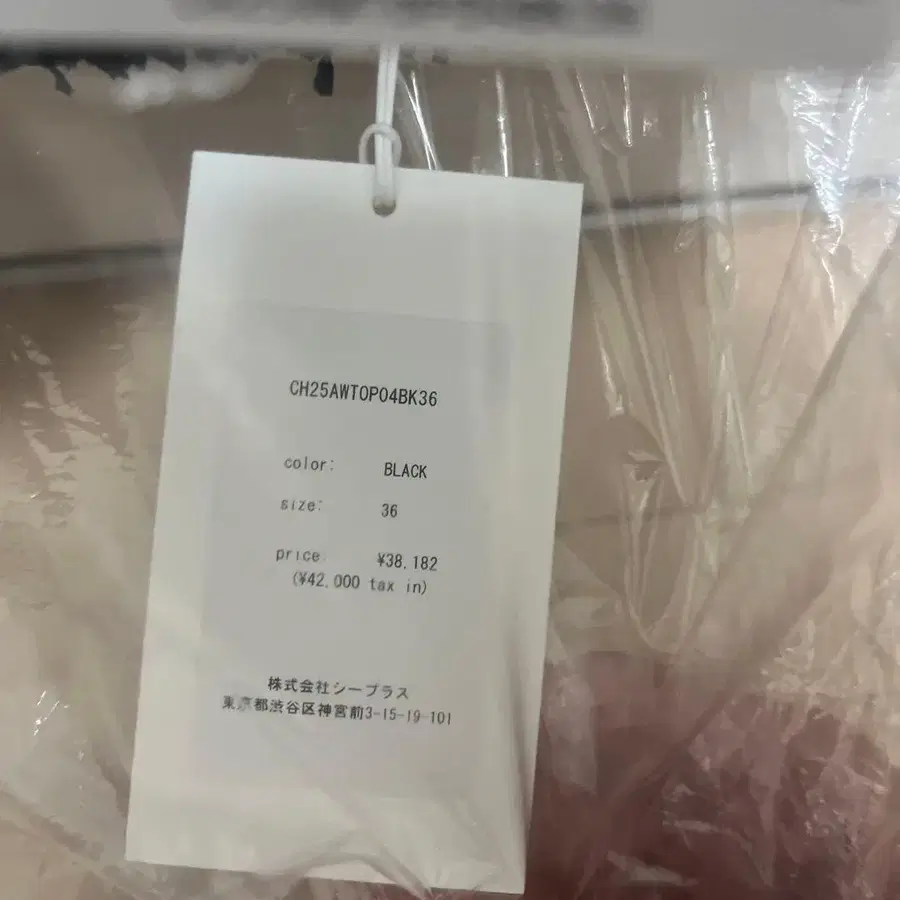 CH25AWTOP04BK36
color: BLACK
size: 36
price: ¥38,182
(¥42,000 tax in)
株式会社シープラス
東京都渋谷区神宮前3-15-19-101